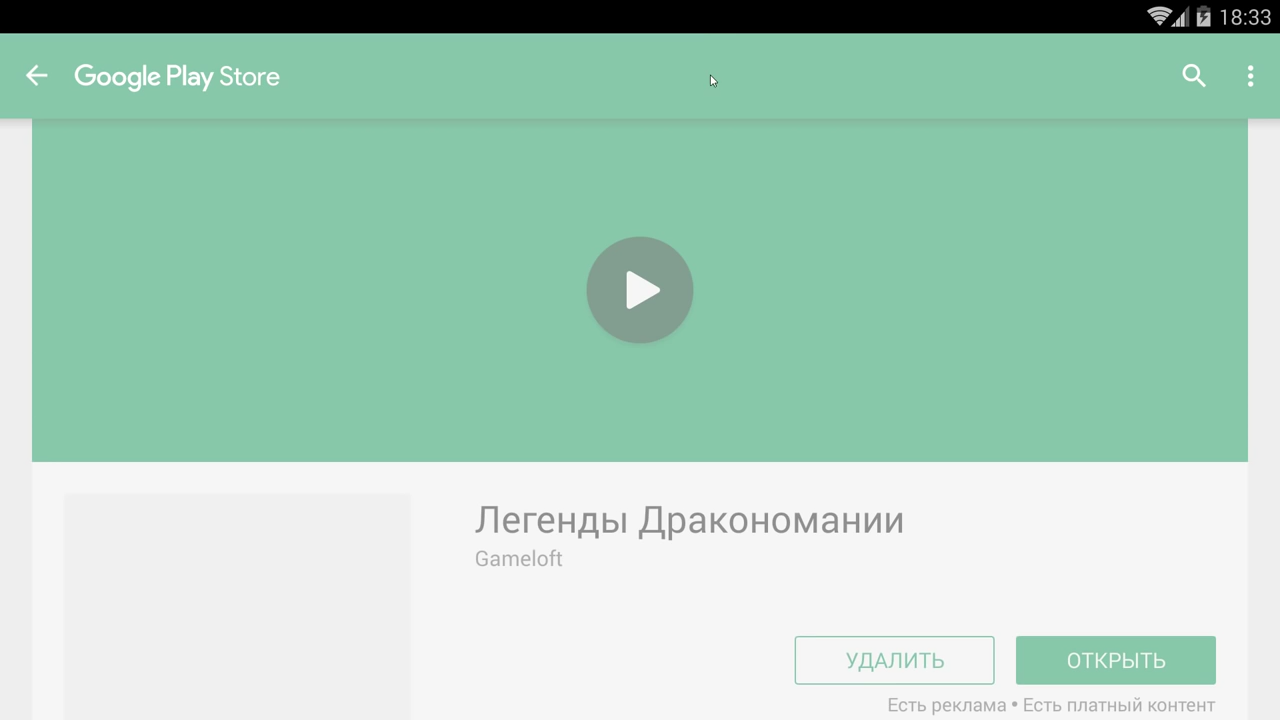 18:33
Google Play Store
Легенды Дракономании
Gameloft
УДАЛИТЬ
ОТКРЫТЬ
Есть реклама • Есть платный контент